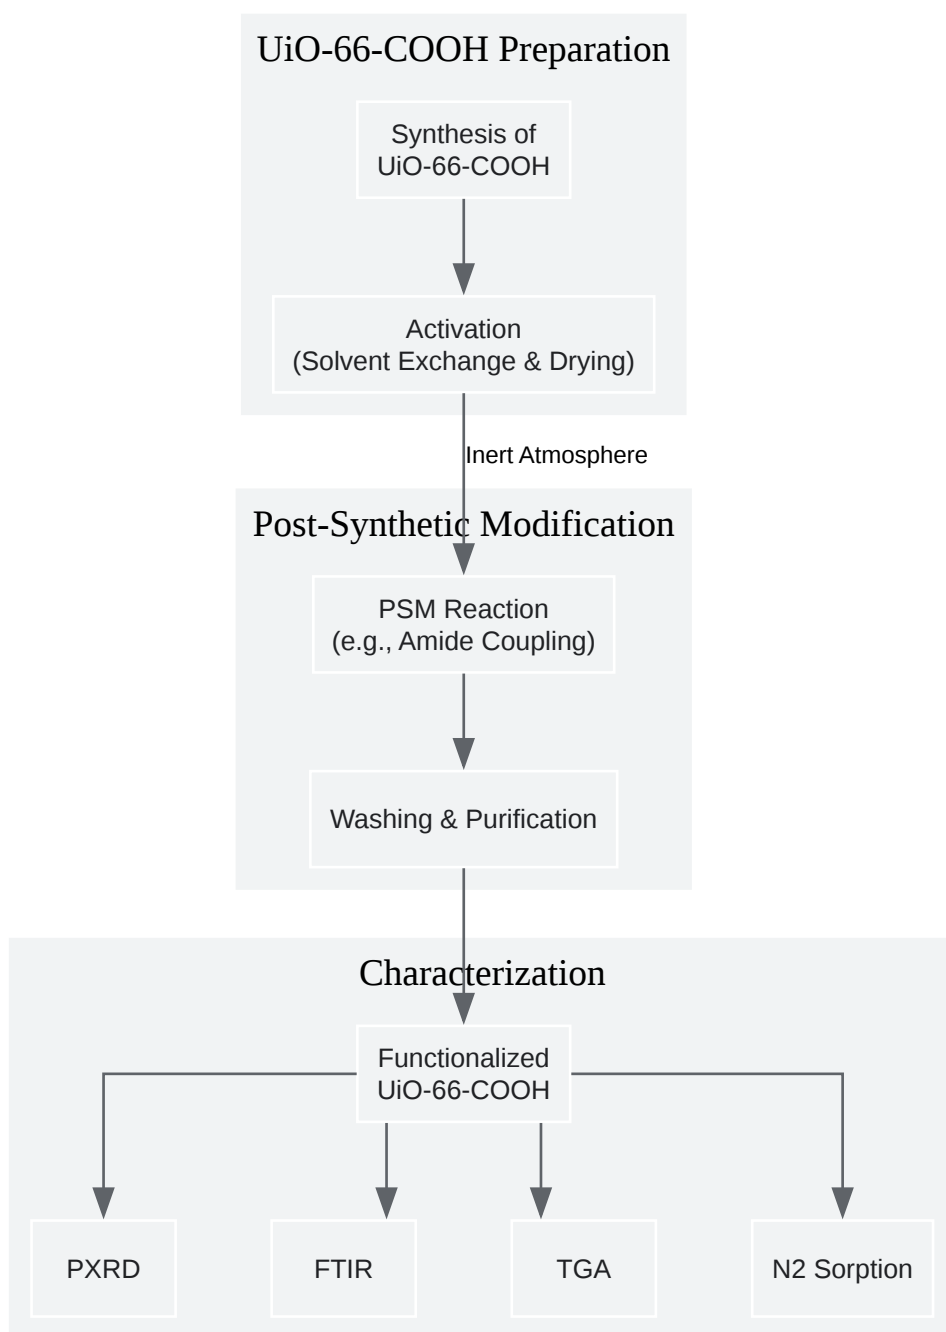 UiO-66-COOH Preparation
Synthesis of
UiO-66-COOH
Activation
(Solvent Exchange & Drying)
Inert Atmosphere
Post-Synthetic Modification
PSM Reaction
(e.g., Amide Coupling)
Washing & Purification
Characterization
Functionalized
UiO-66-COOH
PXRD
FTIR
TGA
N2 Sorption